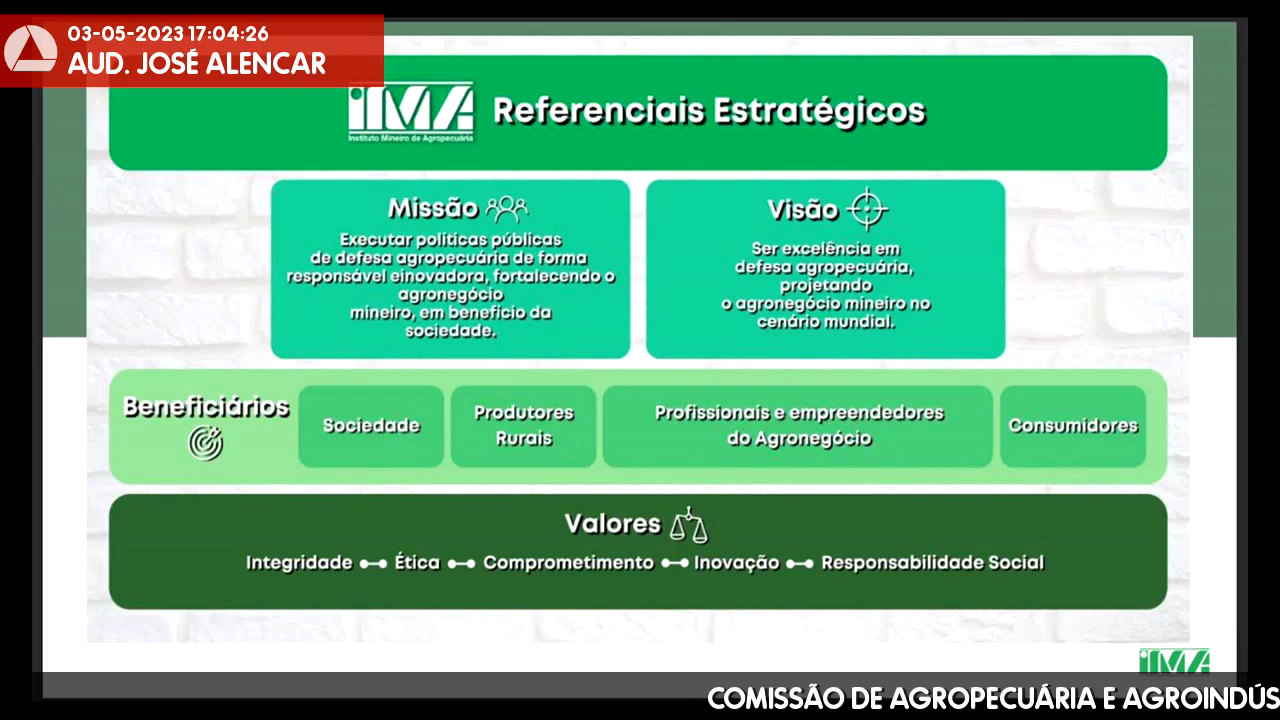 03-05-2023 17:04:26
AUD. JOSÉ ALENCAR
IMA
Instituto Mineiro de Agropecuária
Referenciais Estratégicos
Missão
Executar políticas públicas
de defesa agropecuária de forma
responsável einovadora, fortalecendo o
agronegócio
mineiro, em benefício da
sociedade.
Visão
Ser excelência em
defesa agropecuária,
projetando
o agronegócio mineiro no
cenário mundial.
Beneficiários
Sociedade
Produtores
Rurais
Profissionais e empreendedores
do Agronegócio
Consumidores
Valores
Integridade Ética Comprometimento Inovação Responsabilidade Social
IMA
COMISSÃO DE AGROPECUÁRIA E AGROINDÚS